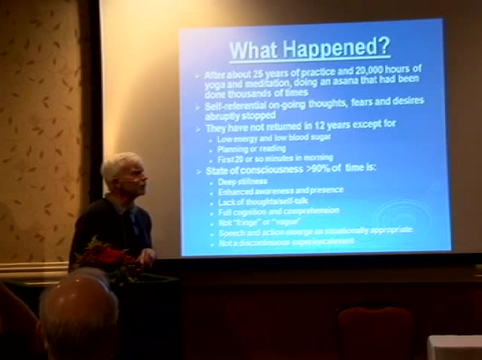 What Happened?
After about 25 years of practice and 20,000 hours of
yoga and meditation, doing an asana that had been
done thousands of times
Self-referential on-going thoughts, fears and desires
abruptly stopped
They have not returned in 12 years except for
Low energy and low blood sugar
Planning or reading
First 20 or so minutes in morning
State of consciousness >90% of time is:
Deep stillness
Enhanced awareness and presence
Lack of thoughts/self-talk
Full cognition and comprehension
Not "fringe" or "vague"
Speech and action emerge as situationally appropriate
Not a discontinuous